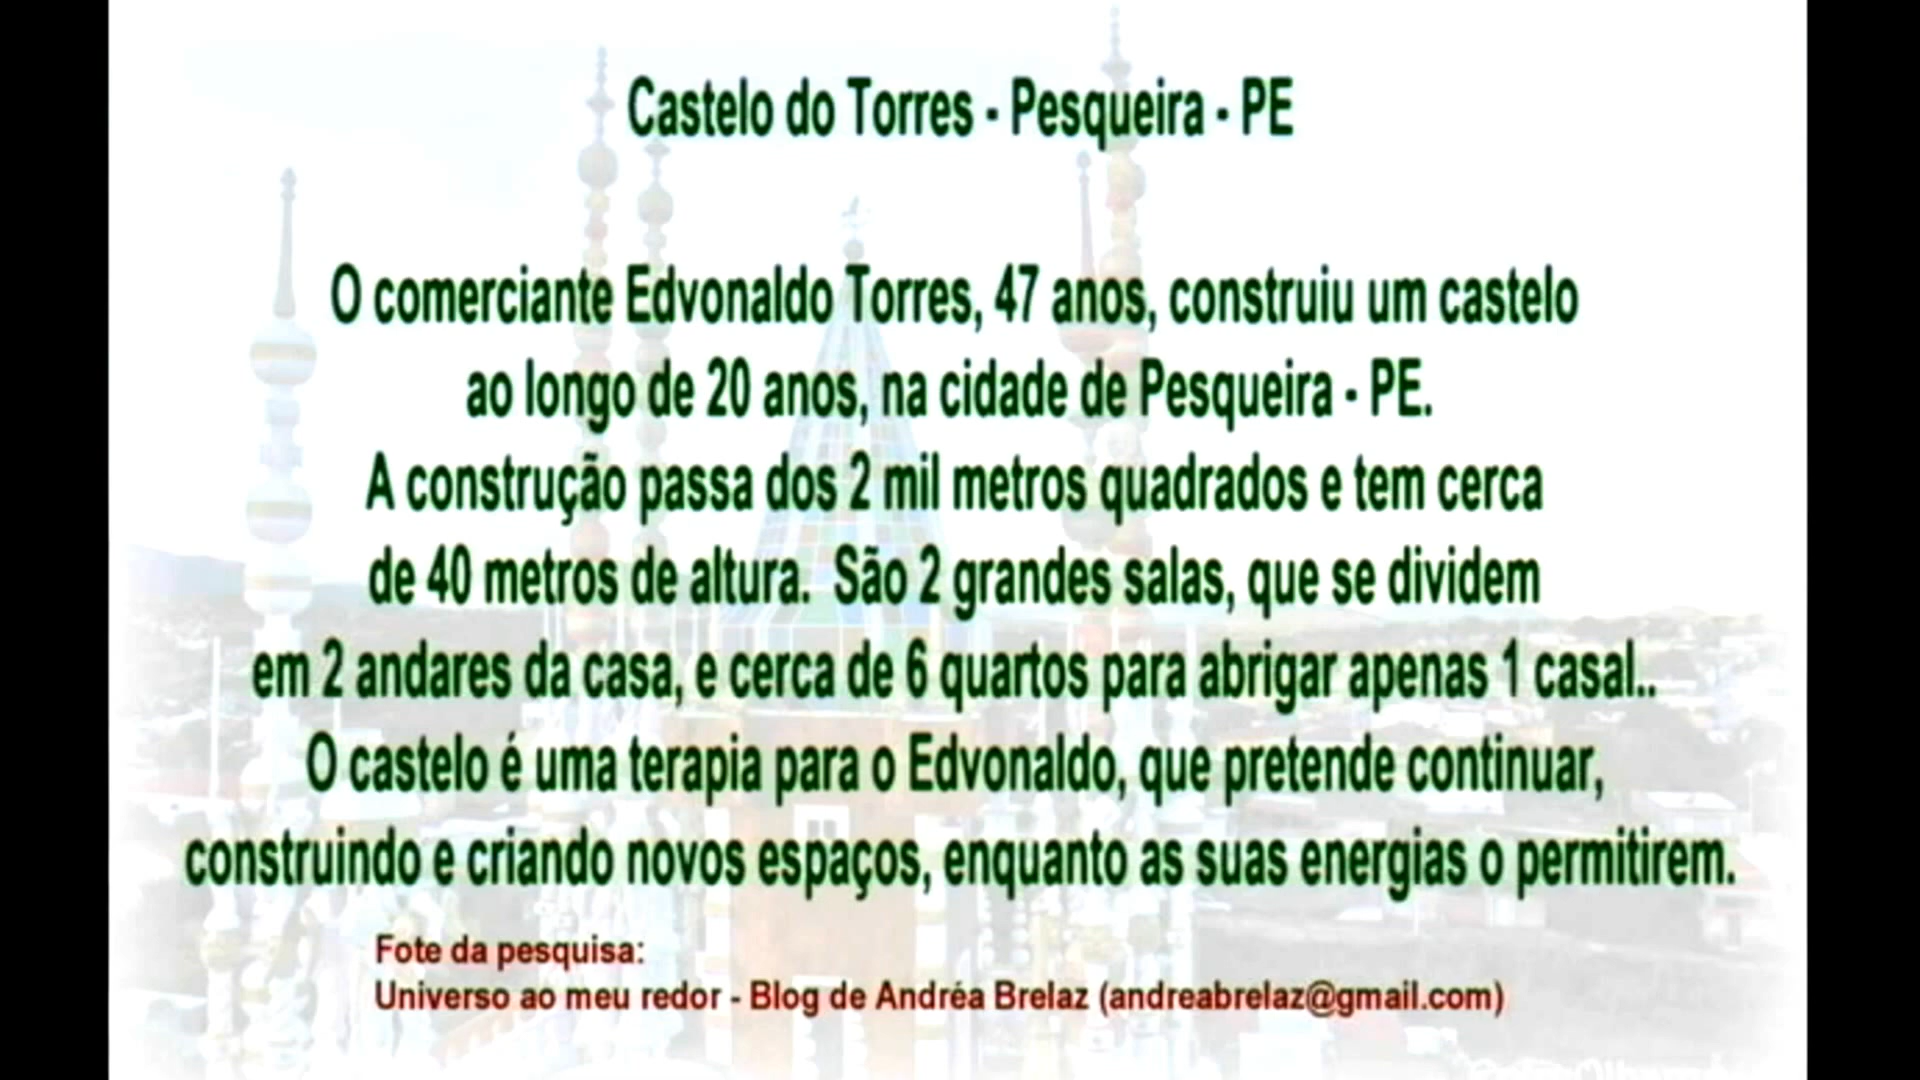 Castelo do Torres - Pesqueira - PE
O comerciante Edvonaldo Torres, 47 anos, construiu um castelo
ao longo de 20 anos, na cidade de Pesqueira - PE.
A construção passa dos 2 mil metros quadrados e tem cerca
de 40 metros de altura. São 2 grandes salas, que se dividem
em 2 andares da casa, e cerca de 6 quartos para abrigar apenas 1 casal..
O castelo é uma terapia para o Edvonaldo, que pretende continuar,
construindo e criando novos espaços, enquanto as suas energias o permitirem.
Fote da pesquisa:
Universo ao meu redor - Blog de Andréa Brelaz (andreabrelaz@gmail.com)